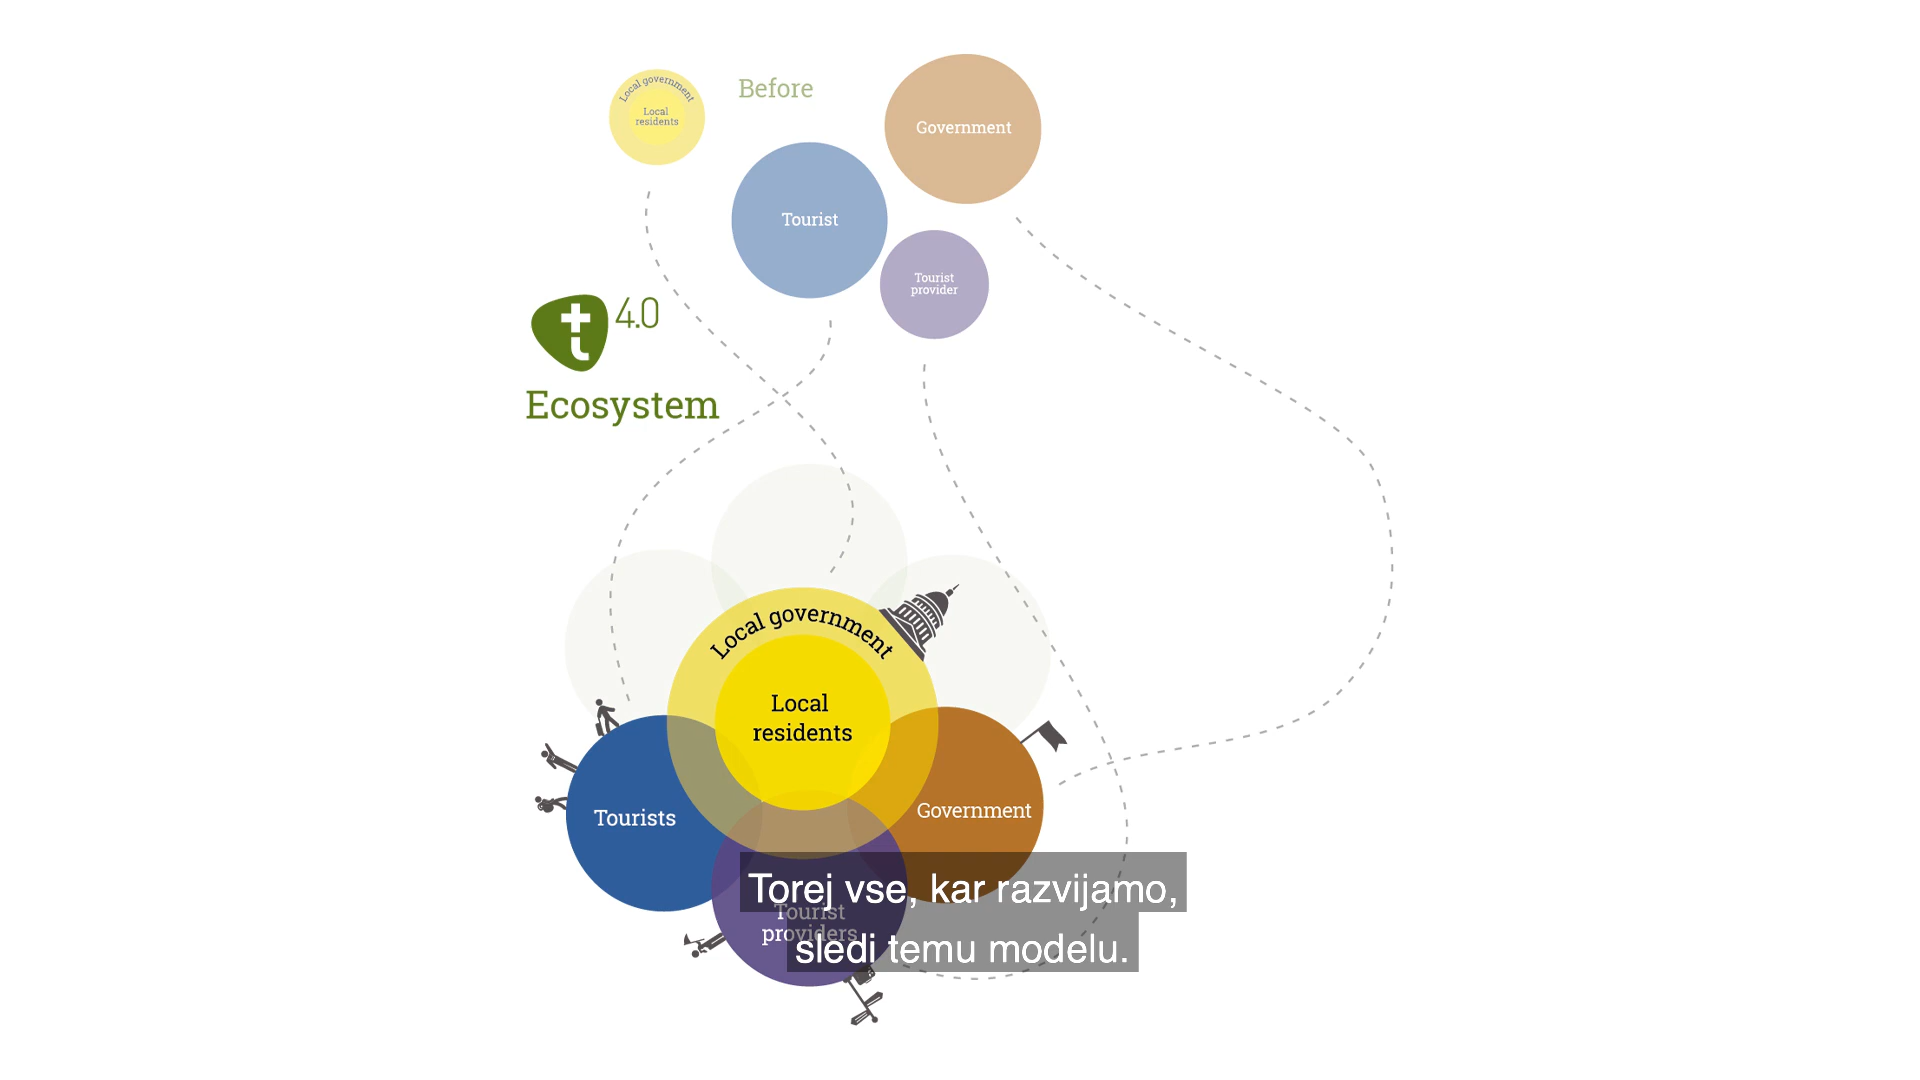 Local government
Local
residents
Before
Government
Tourist
Tourist
provider
t 4.0
Ecosystem
Local government
Local
residents
Tourists
Government
Tourist
providers
Torej vse, kar razvijamo,
sledi temu modelu.